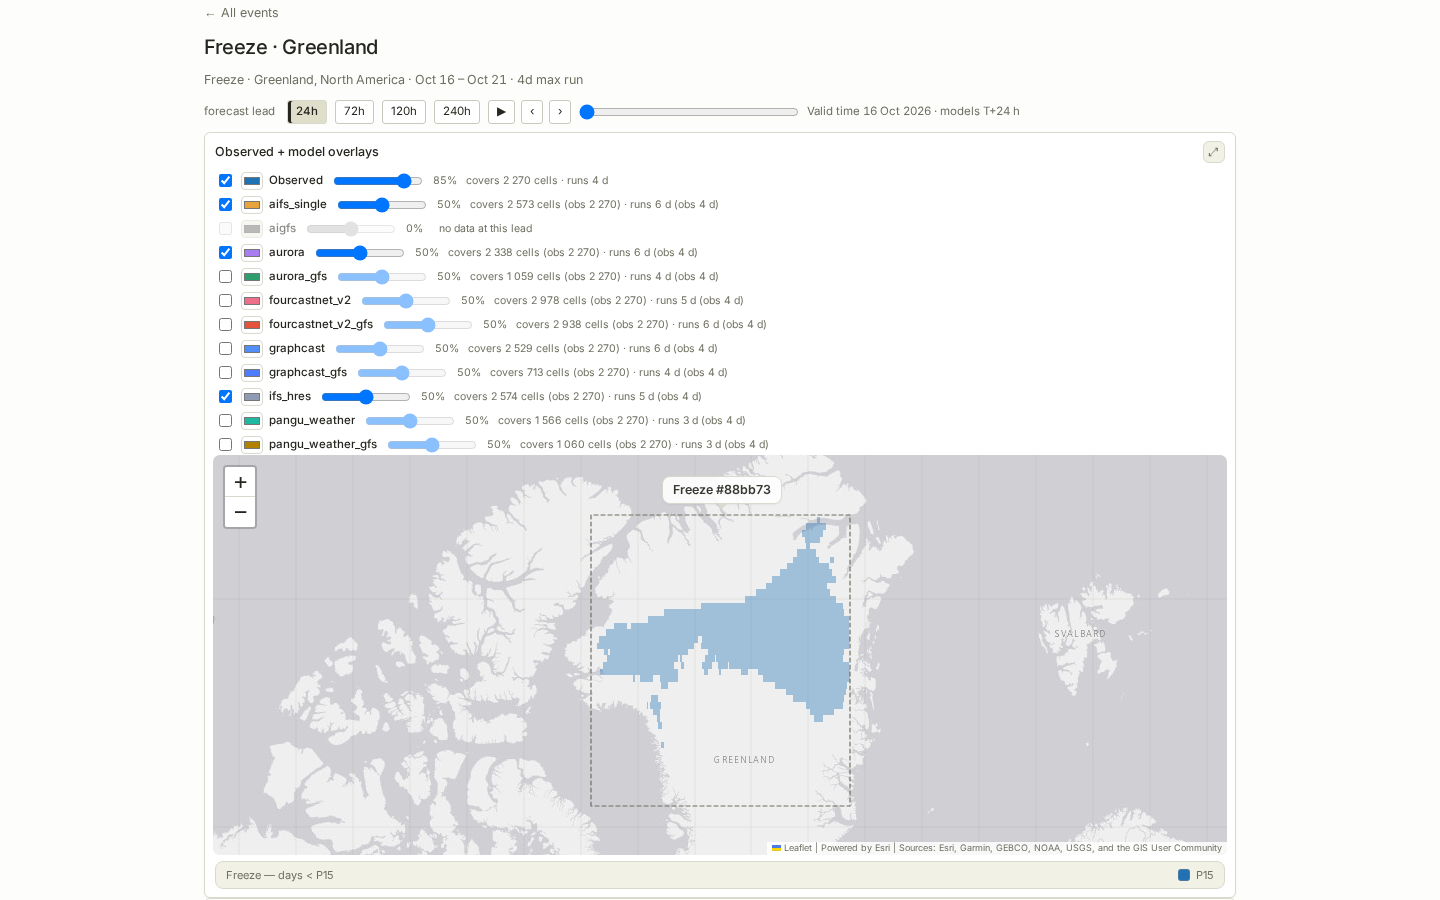 ← All events
Freeze · Greenland
Freeze · Greenland, North America · Oct 16 – Oct 21 · 4d max run
forecast lead 24h 72h 120h 240h ▶ ‹ › Valid time 16 Oct 2026 · models T+24 h
Observed + model overlays
Observed 85% covers 2 270 cells · runs 4 d
aifs_single 50% covers 2 573 cells (obs 2 270) · runs 6 d (obs 4 d)
aigfs 0% no data at this lead
aurora 50% covers 2 338 cells (obs 2 270) · runs 6 d (obs 4 d)
aurora_gfs 50% covers 1 059 cells (obs 2 270) · runs 4 d (obs 4 d)
fourcastnet_v2 50% covers 2 978 cells (obs 2 270) · runs 5 d (obs 4 d)
fourcastnet_v2_gfs 50% covers 2 938 cells (obs 2 270) · runs 6 d (obs 4 d)
graphcast 50% covers 2 529 cells (obs 2 270) · runs 6 d (obs 4 d)
graphcast_gfs 50% covers 713 cells (obs 2 270) · runs 4 d (obs 4 d)
ifs_hres 50% covers 2 574 cells (obs 2 270) · runs 5 d (obs 4 d)
pangu_weather 50% covers 1 566 cells (obs 2 270) · runs 3 d (obs 4 d)
pangu_weather_gfs 50% covers 1 060 cells (obs 2 270) · runs 3 d (obs 4 d)
+
−
Freeze #88bb73
SVALBARD
GREENLAND
Leaflet | Powered by Esri | Sources: Esri, Garmin, GEBCO, NOAA, USGS, and the GIS User Community
Freeze — days < P15 P15